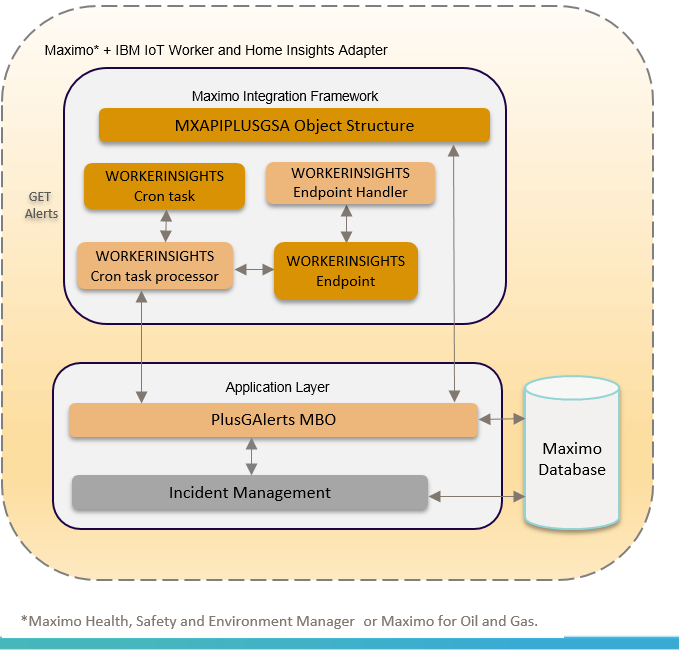 Maximo* + IBM IoT Worker and Home Insights Adapter
Maximo Integration Framework
MXAPIPLUSGSA Object Structure
WORKERINSIGHTS
Cron task
WORKERINSIGHTS
Endpoint Handler
GET
Alerts
WORKERINSIGHTS
Cron task processor
WORKERINSIGHTS
Endpoint
Application Layer
PlusGAlerts MBO
Incident Management
Maximo
Database
*Maximo Health, Safety and Environment Manager or Maximo for Oil and Gas.